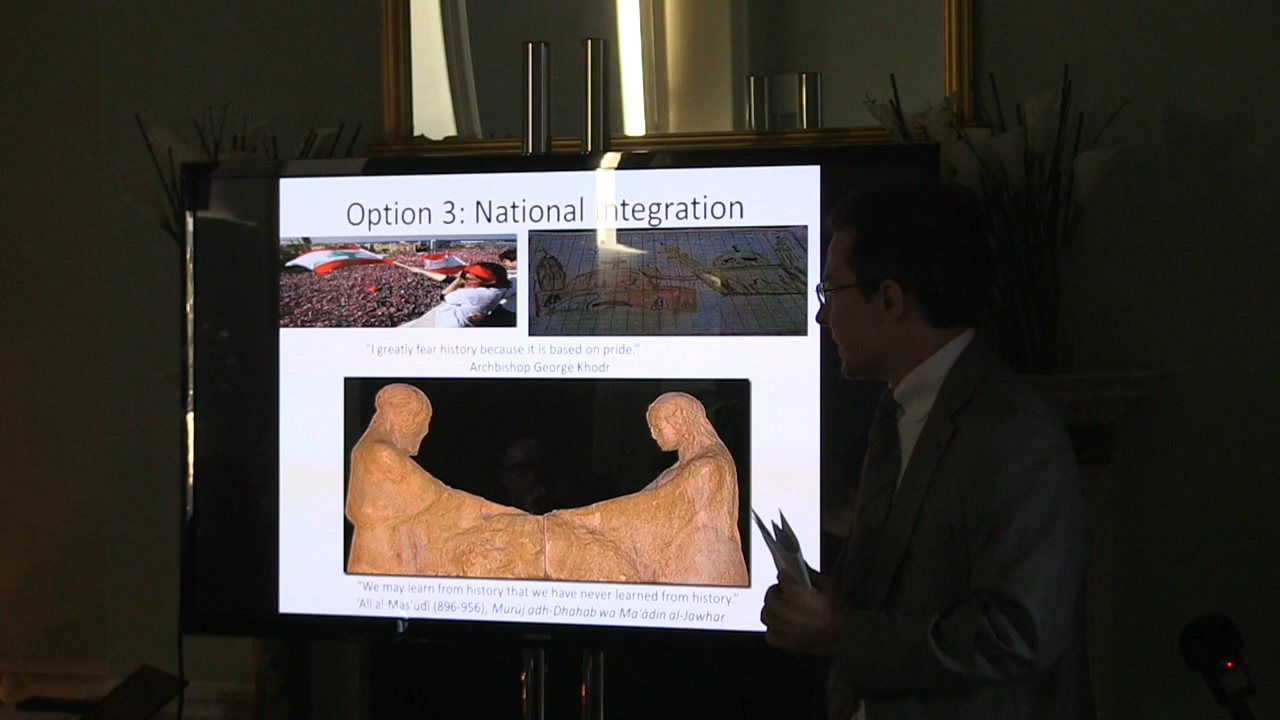 Option 3: National Integration
"I greatly fear history because it is based on pride."
Archbishop George Khodr
"We may learn from history that we have never learned from history."
'Alī al-Mas'ūdī (896-956), Murūj adh-Dhahab wa Ma'ādin al-Jawhar